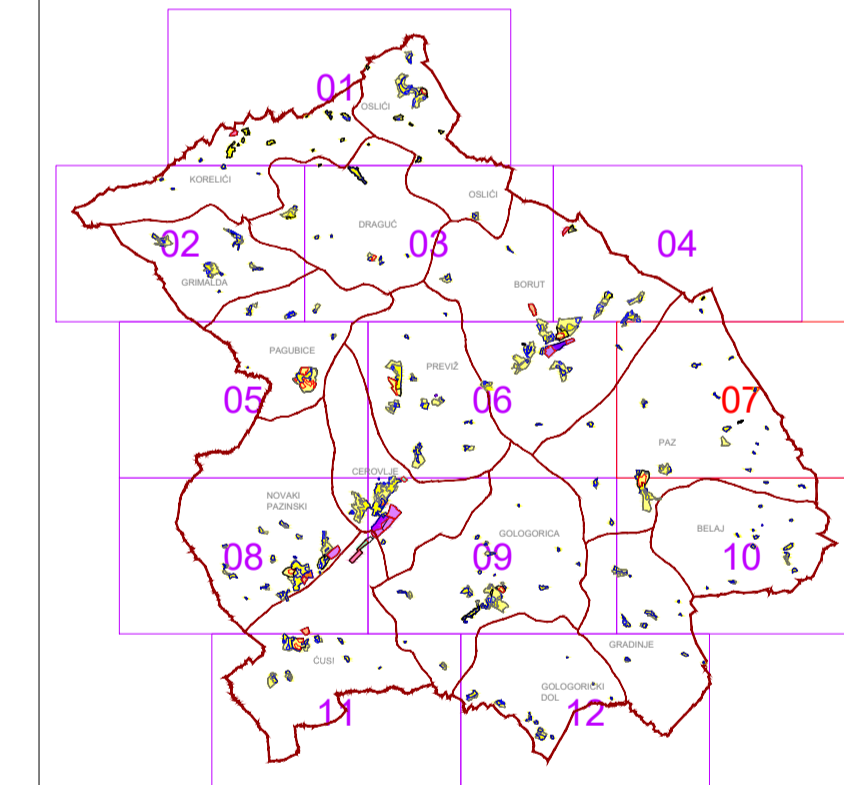 01
OSLIĆI
KORELIĆI
OSLIĆI
DRAGUĆ
02
03
04
GRIMALDA
BORUT
PAGUBICE
PREVIŽ
05
06
07
PAZ
CEROVLJE
NOVAKI
PAZINSKI
GOLOGORICA
BELAJ
08
09
10
GRADINJE
ĆUSI
GOLOGORIČKI
DOL
11
12